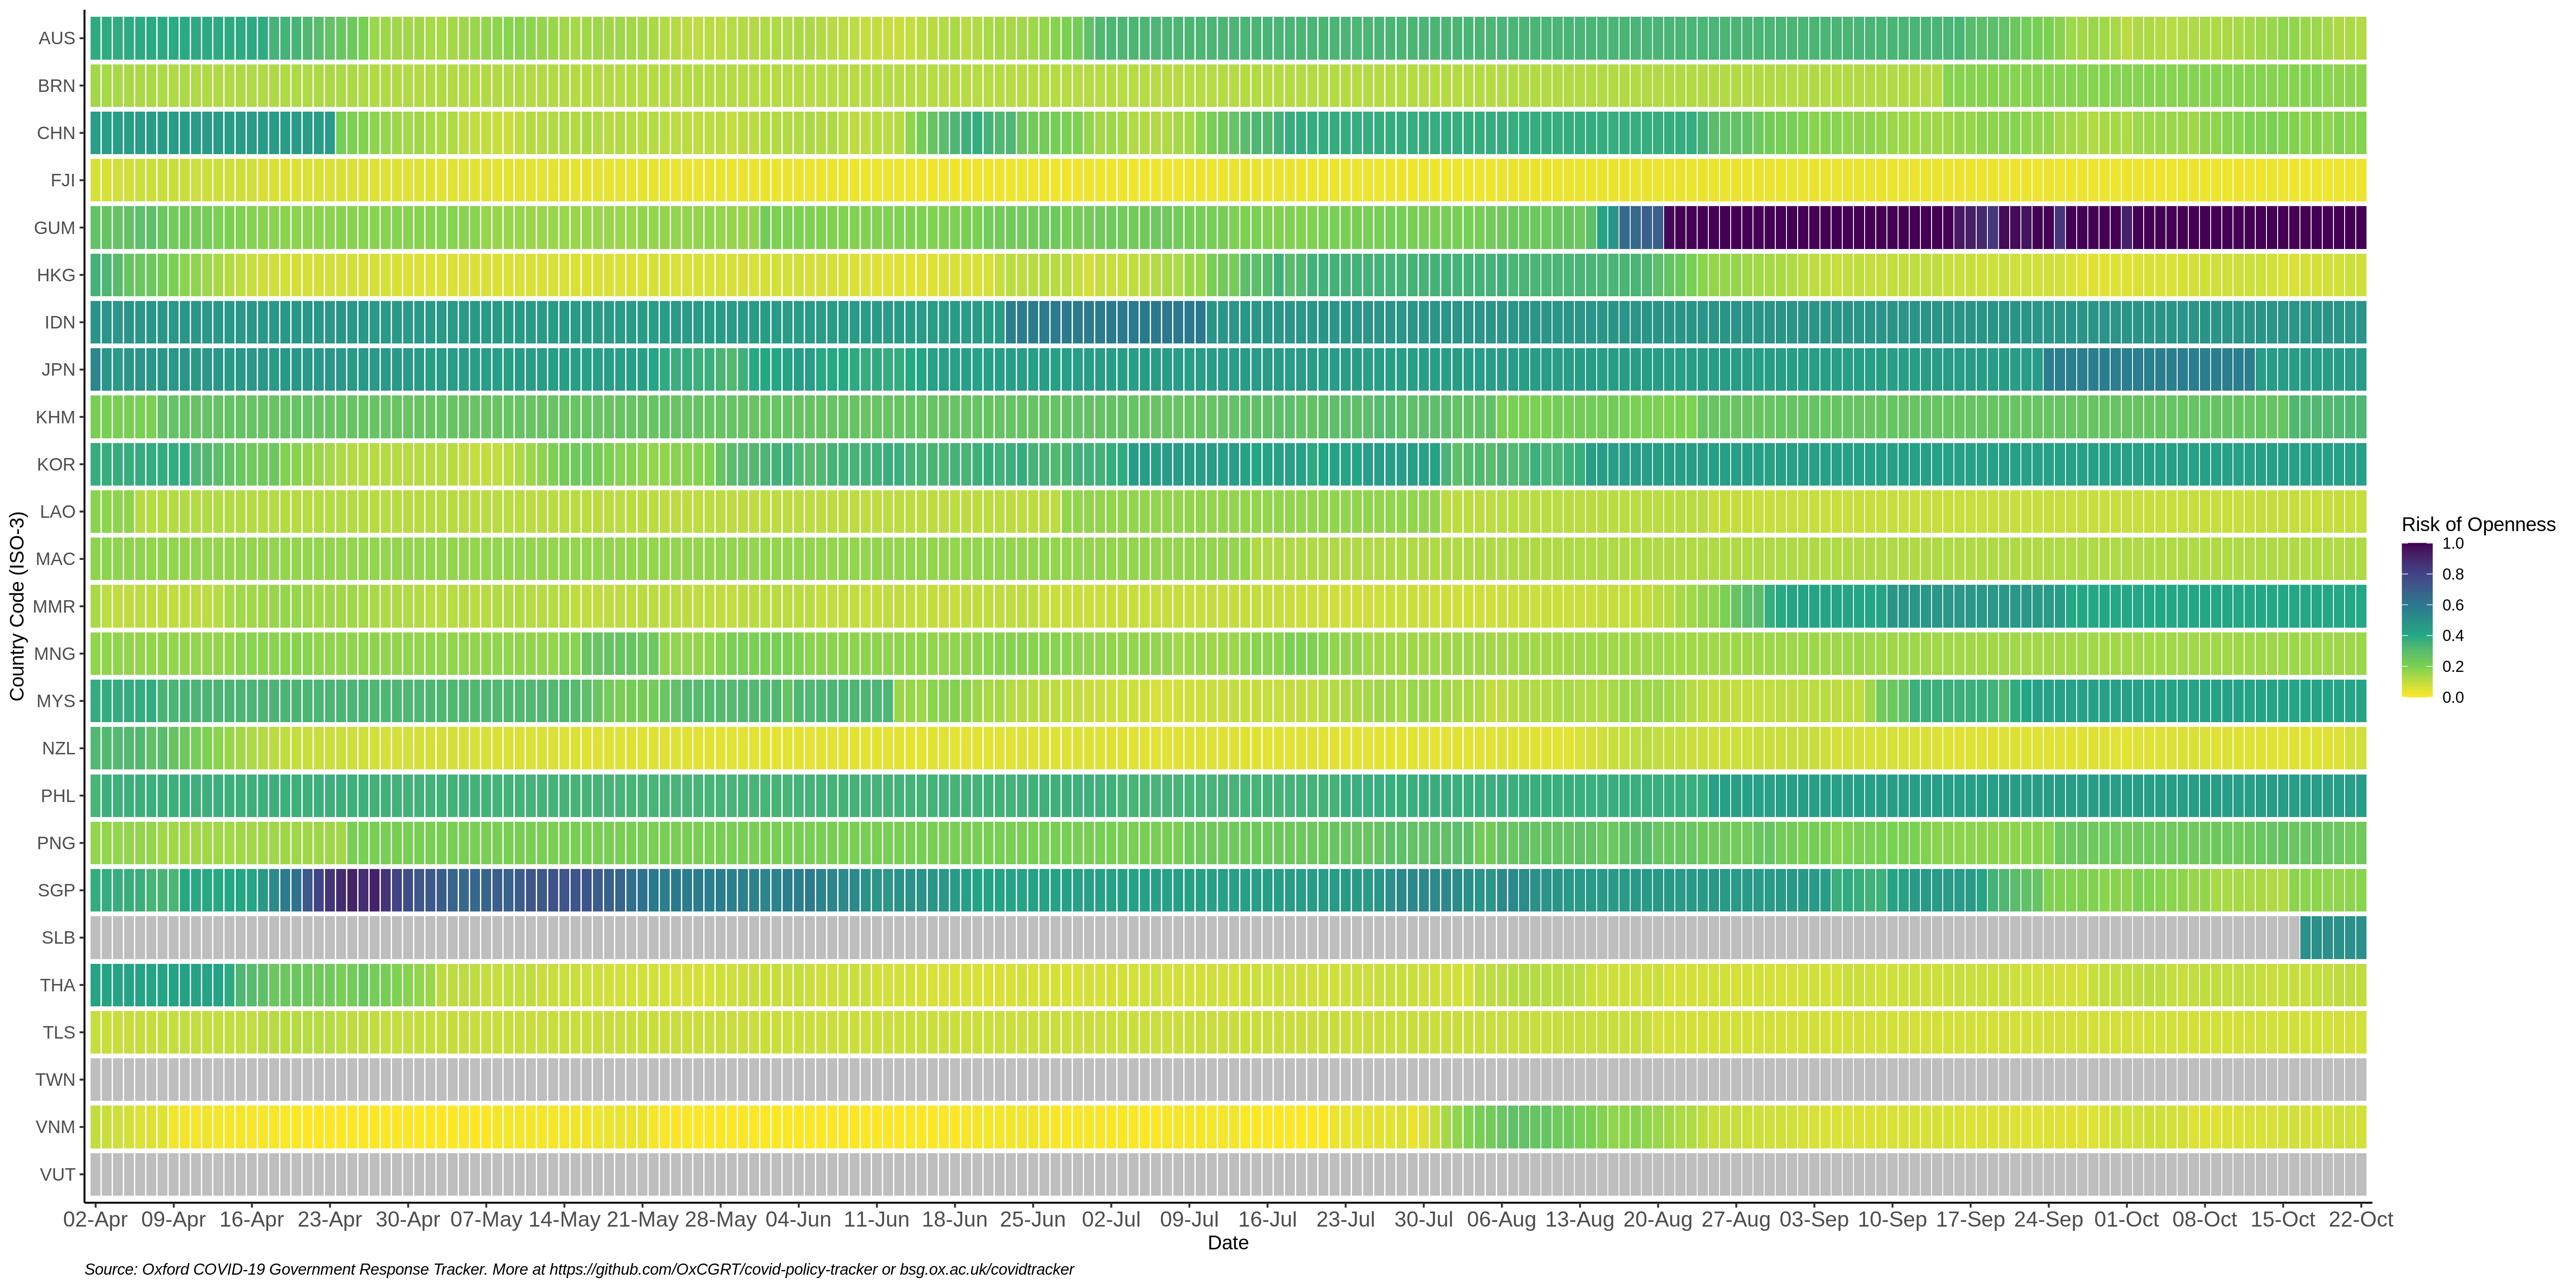 AUS
BRN
CHN
FJI
GUM
HKG
IDN
JPN
KHM
KOR
LAO
MAC
MMR
MNG
MYS
NZL
PHL
PNG
SGP
SLB
THA
TLS
TWN
VNM
VUT
Country Code (ISO-3)
02-Apr 09-Apr 16-Apr 23-Apr 30-Apr 07-May 14-May 21-May 28-May 04-Jun 11-Jun 18-Jun 25-Jun 02-Jul 09-Jul 16-Jul 23-Jul 30-Jul 06-Aug 13-Aug 20-Aug 27-Aug 03-Sep 10-Sep 17-Sep 24-Sep 01-Oct 08-Oct 15-Oct 22-Oct
Date
Risk of Openness
1.0
0.8
0.6
0.4
0.2
0.0
Source: Oxford COVID-19 Government Response Tracker. More at https://github.com/OxCGRT/covid-policy-tracker or bsg.ox.ac.uk/covidtracker